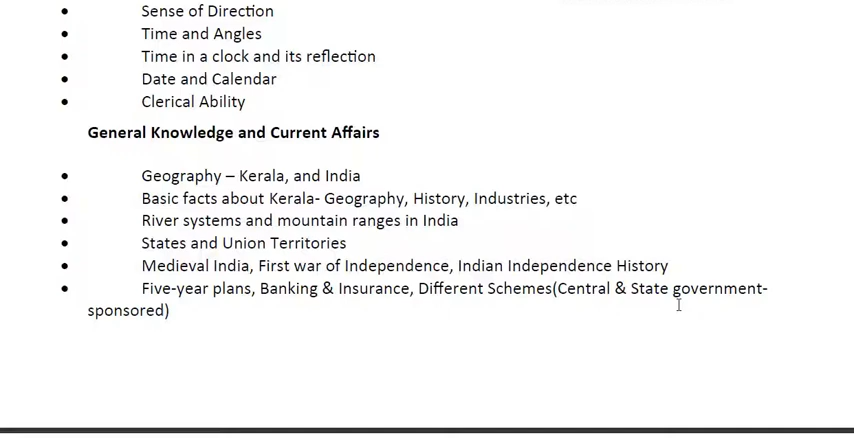 • Sense of Direction
• Time and Angles
• Time in a clock and its reflection
• Date and Calendar
• Clerical Ability
General Knowledge and Current Affairs
• Geography – Kerala, and India
• Basic facts about Kerala- Geography, History, Industries, etc
• River systems and mountain ranges in India
• States and Union Territories
• Medieval India, First war of Independence, Indian Independence History
• Five-year plans, Banking & Insurance, Different Schemes(Central & State government-
sponsored)